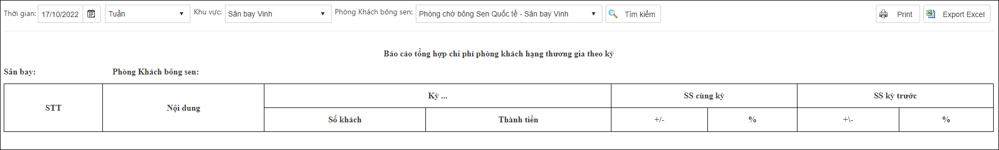 Thời gian: 17/10/2022 Tuần Khu vực: Sân bay Vinh Phòng Khách bông sen: Phòng chờ bông Sen Quốc tế - Sân bay Vinh Tìm kiếm Print Export Excel
Báo cáo tổng hợp chi phí phòng khách hạng thương gia theo kỳ
Sân bay: Phòng Khách bông sen:
STT Nội dung Kỳ ... SS cùng kỳ SS kỳ trước
Số khách Thành tiền +/- % +\- %